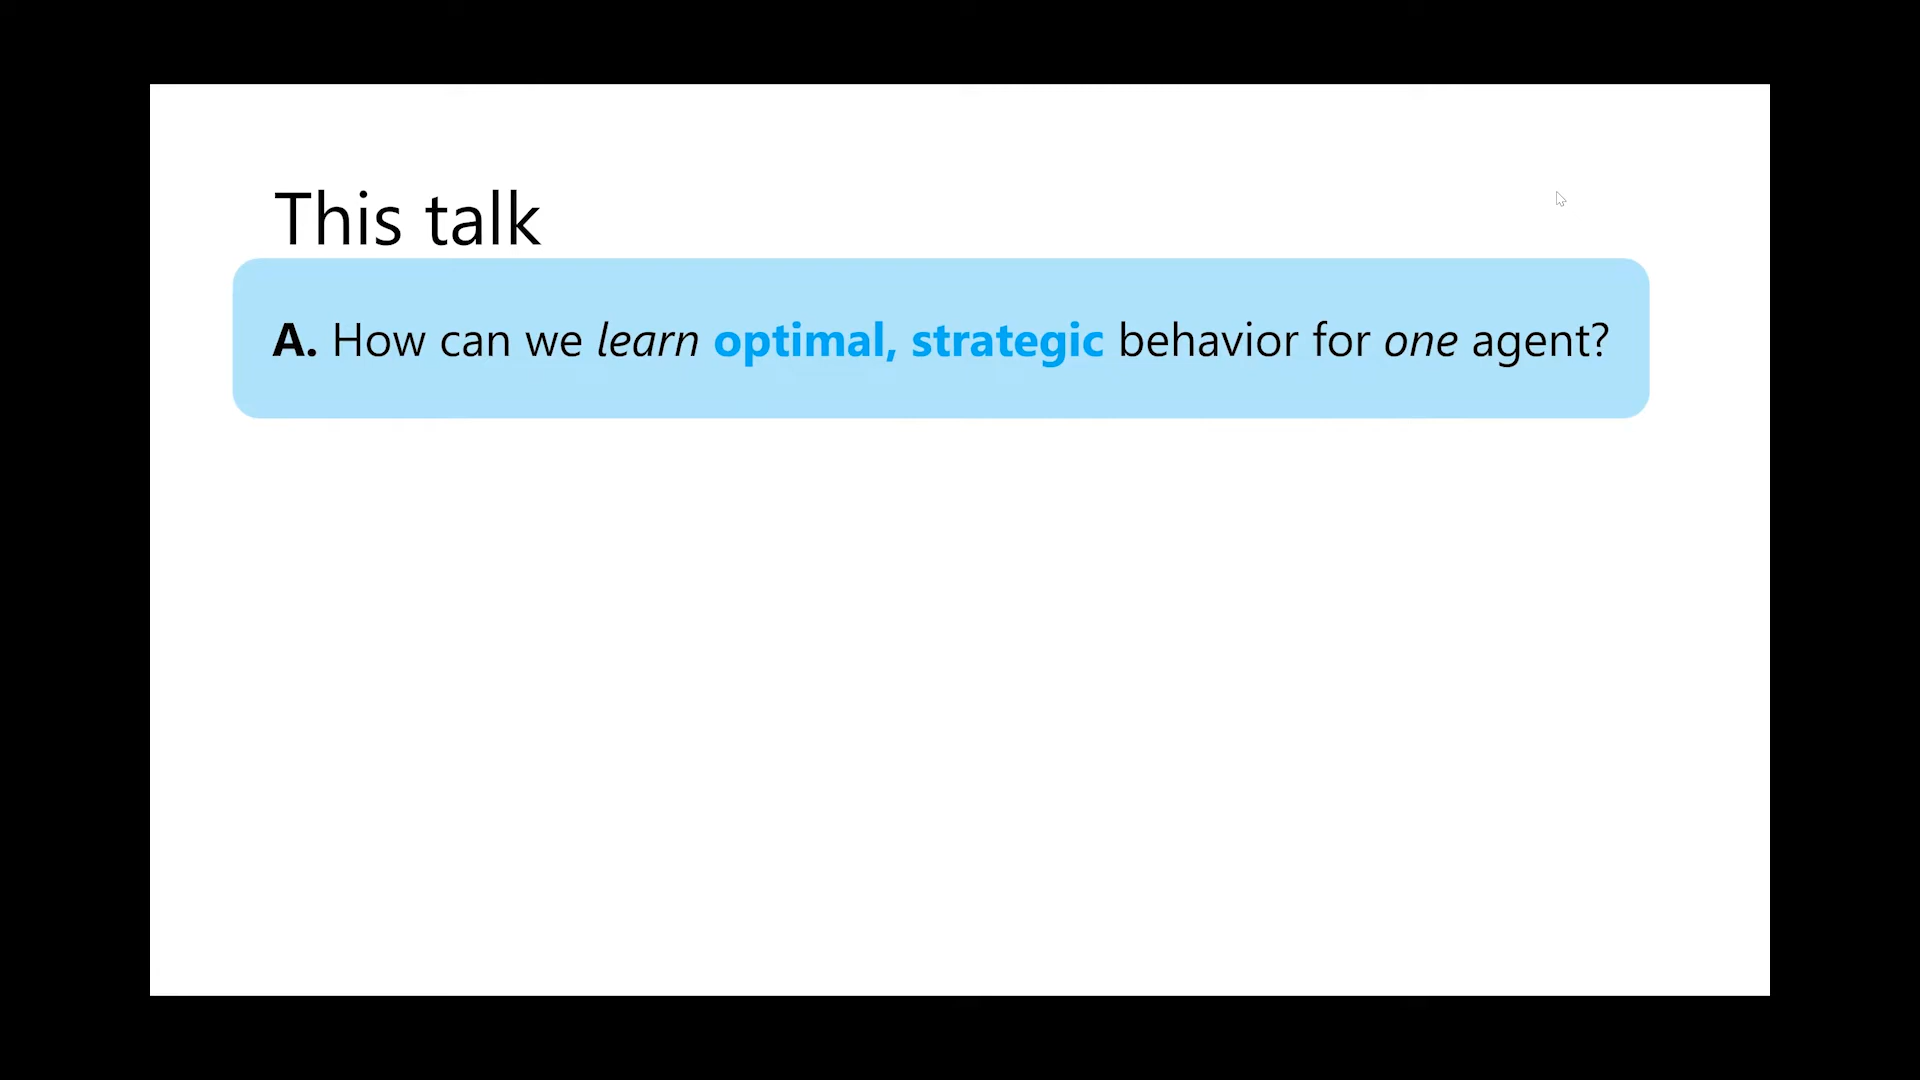 This talk
A. How can we learn optimal, strategic behavior for one agent?